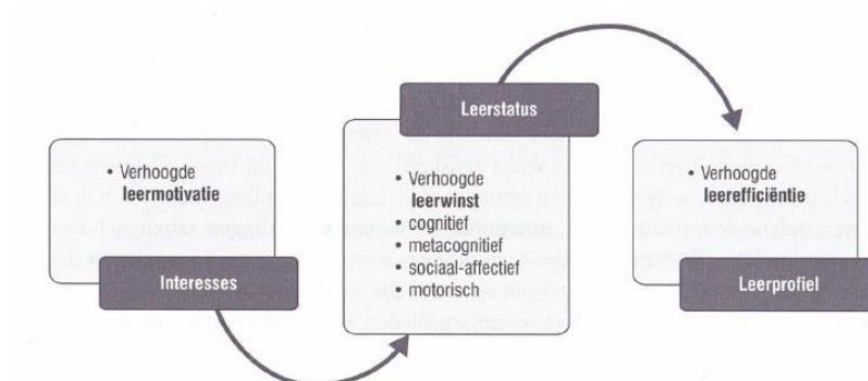 • Verhoogde
leermotivatie
Interesses
Leerstatus
• Verhoogde
leerwinst
• cognitief
• metacognitief
• sociaal-affectief
• motorisch
• Verhoogde
leerefficiëntie
Leerprofiel